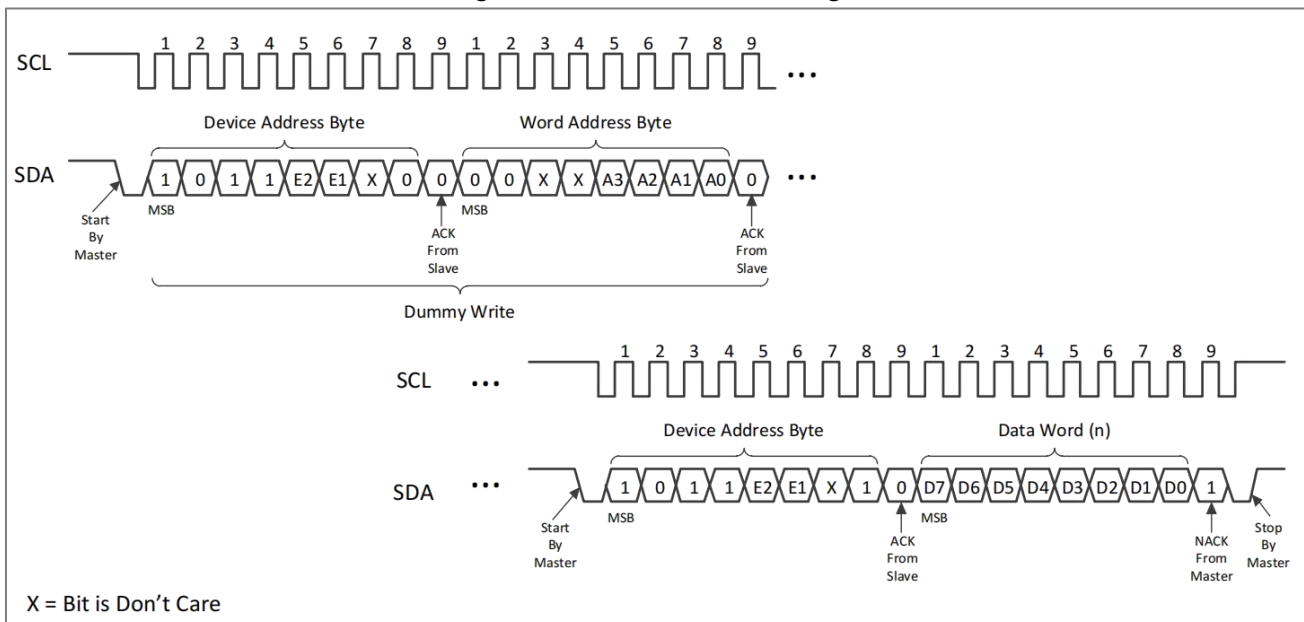 1 2 3 4 5 6 7 8 9 1 2 3 4 5 6 7 8 9
SCL ...
Device Address Byte Word Address Byte
SDA 1 0 1 1 E2 E1 X 0 0 0 0 X X A3 A2 A1 A0 0 ...
MSB MSB
Start By Master
ACK From Slave
ACK From Slave
Dummy Write
1 2 3 4 5 6 7 8 9 1 2 3 4 5 6 7 8 9
SCL ...
Device Address Byte Data Word (n)
SDA ... 1 0 1 1 E2 E1 X 1 0 D7 D6 D5 D4 D3 D2 D1 D0 1
MSB MSB
Start By Master
ACK From Slave
NACK From Master
Stop By Master
X = Bit is Don't Care